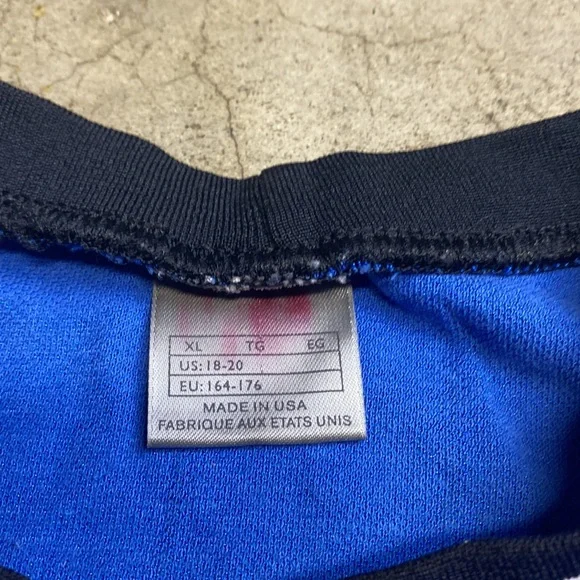 XL TG EG
US: 18-20
EU: 164-176
MADE IN USA
FABRIQUE AUX ETATS UNIS